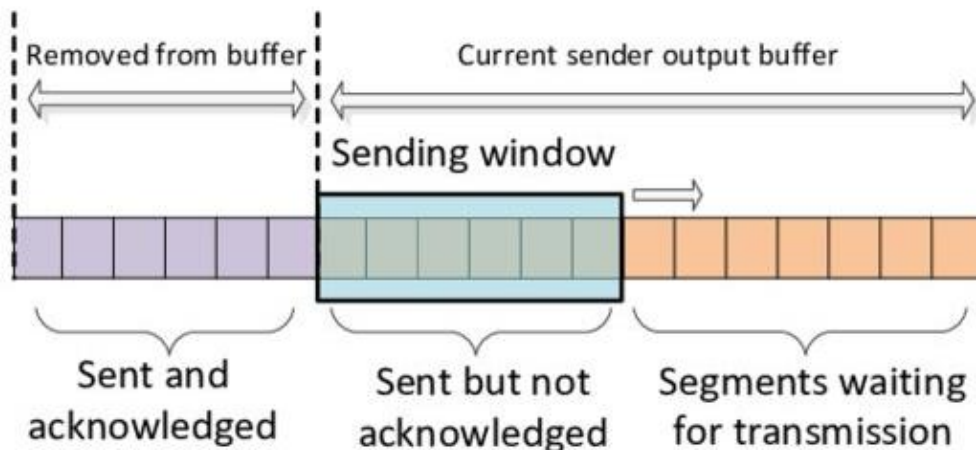 Removed from buffer
Current sender output buffer
Sending window
Sent and
acknowledged
Sent but not
acknowledged
Segments waiting
for transmission